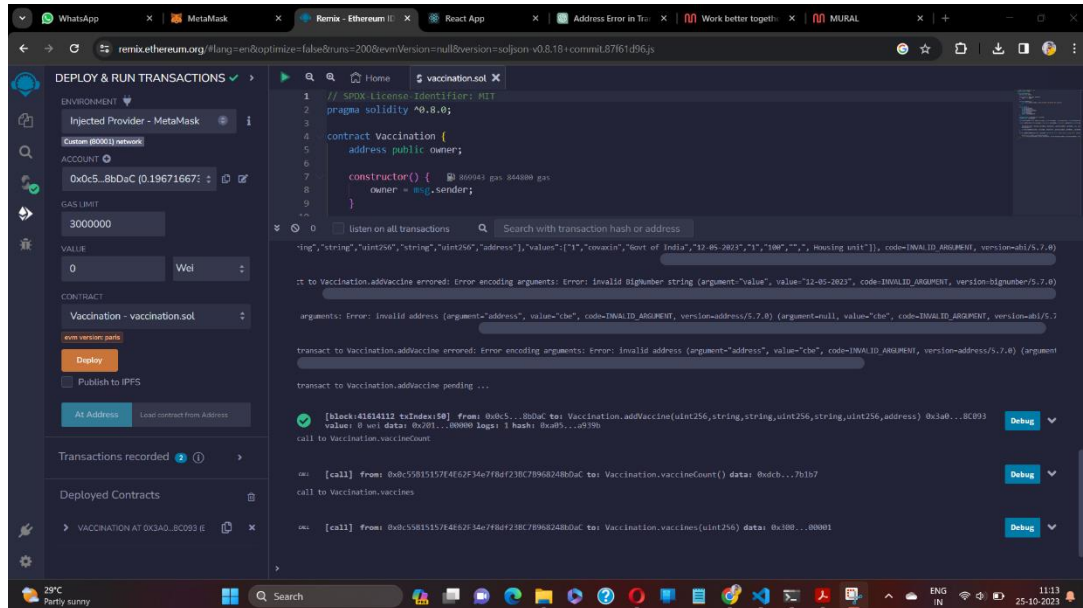 WhatsApp
MetaMask
Remix - Ethereum ID
React App
Address Error in Tra
Work better togeth
MURAL
remix.ethereum.org/#lang=en&optimize=false&runs=200&evmVersion=null&version=soljson-v0.8.18+commit.87f61d96.js
DEPLOY & RUN TRANSACTIONS
ENVIRONMENT
Injected Provider - MetaMask
Custom (80001) network
ACCOUNT
0x0c5...8bDaC (0.196716673
GAS LIMIT
3000000
VALUE
0 Wei
CONTRACT
Vaccination - vaccination.sol
evm version: paris
Deploy
Publish to IPFS
At Address Load contract from Address
Transactions recorded 2
Deployed Contracts
VACCINATION AT 0X3A0...8C093 (E
Home vaccination.sol
1 // SPDX-License-Identifier: MIT
2 pragma solidity ^0.8.0;
3
4 contract Vaccination {
5 address public owner;
6
7 constructor() { 869943 gas 844800 gas
8 owner = msg.sender;
9 }
0 listen on all transactions Search with transaction hash or address
ing","string","uint256","string","uint256","address"],"values":["1","covaxin","Govt of India","12-05-2023","1","100","",", Housing unit"]}, code=INVALID_ARGUMENT, version=abi/5.7.0)
:t to Vaccination.addVaccine errored: Error encoding arguments: Error: invalid BigNumber string (argument="value", value="12-05-2023", code=INVALID_ARGUMENT, version=bignumber/5.7.0)
arguments: Error: invalid address (argument="address", value="cbe", code=INVALID_ARGUMENT, version=address/5.7.0) (argument=null, value="cbe", code=INVALID_ARGUMENT, version=abi/5.7
transact to Vaccination.addVaccine errored: Error encoding arguments: Error: invalid address (argument="address", value="cbe", code=INVALID_ARGUMENT, version=address/5.7.0) (argument
transact to Vaccination.addVaccine pending ...
[block:41614112 txIndex:50] from: 0x0c5...8bDaC to: Vaccination.addVaccine(uint256,string,string,uint256,string,uint256,address) 0x3a0...8C093
value: 0 wei data: 0x201...00000 logs: 1 hash: 0xa05...a939b
Debug
call to Vaccination.vaccineCount
CALL [call] from: 0x0c55815157E4E62F34e7f8df23BC7B968248bDaC to: Vaccination.vaccineCount() data: 0xdcb...7b1b7
Debug
call to Vaccination.vaccines
CALL [call] from: 0x0c55815157E4E62F34e7f8df23BC7B968248bDaC to: Vaccination.vaccines(uint256) data: 0x300...00001
Debug
29°C
Partly sunny
Search
ENG
IN
11:13
25-10-2023